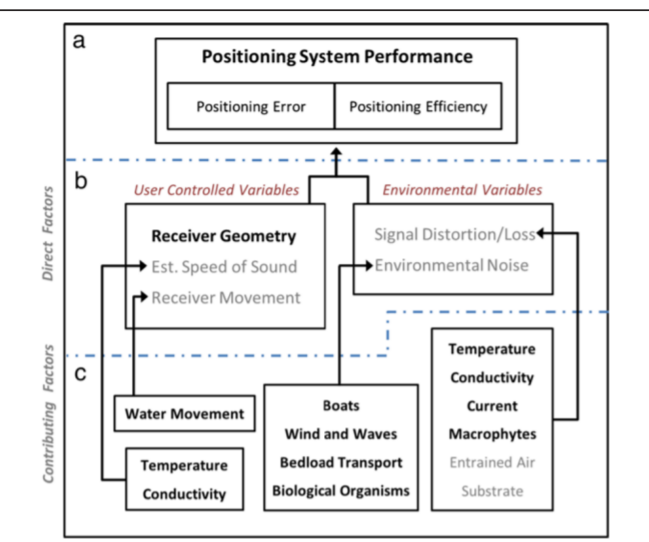 a
Positioning System Performance
Positioning Error
Positioning Efficiency
b
User Controlled Variables
Environmental Variables
Direct Factors
Receiver Geometry
Est. Speed of Sound
Receiver Movement
Signal Distortion/Loss
Environmental Noise
c
Contributing Factors
Water Movement
Temperature
Conductivity
Boats
Wind and Waves
Bedload Transport
Biological Organisms
Temperature
Conductivity
Current
Macrophytes
Entrained Air
Substrate